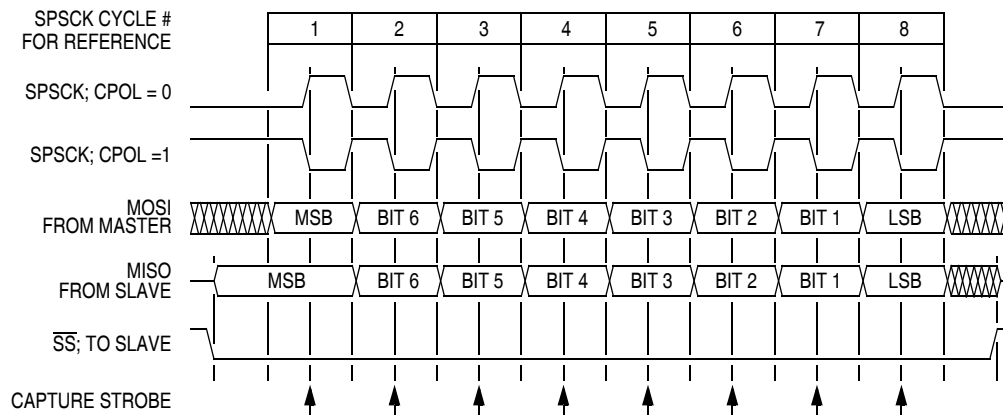 SPSCK CYCLE #
FOR REFERENCE
1 2 3 4 5 6 7 8
SPSCK; CPOL = 0
SPSCK; CPOL =1
MOSI
FROM MASTER
MSB BIT 6 BIT 5 BIT 4 BIT 3 BIT 2 BIT 1 LSB
MISO
FROM SLAVE
MSB BIT 6 BIT 5 BIT 4 BIT 3 BIT 2 BIT 1 LSB
SS; TO SLAVE
CAPTURE STROBE